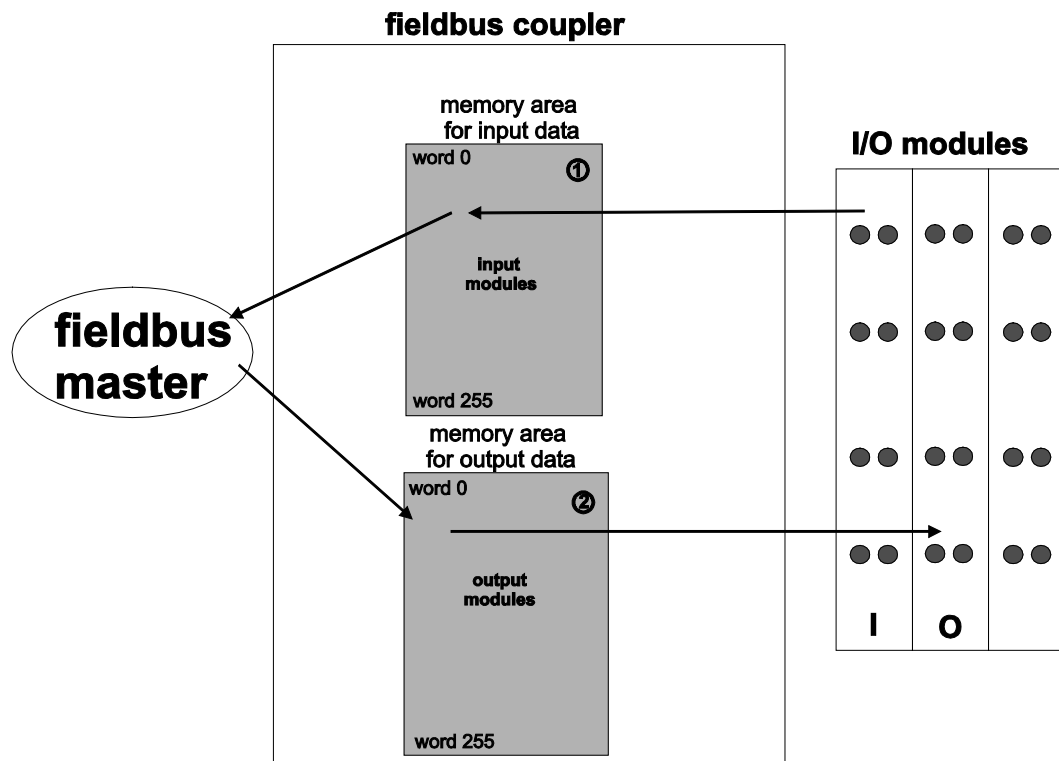 fieldbus coupler
memory area
for input data
word 0
①
input
modules
word 255
memory area
for output data
word 0
②
output
modules
word 255
fieldbus
master
I/O modules
I
O